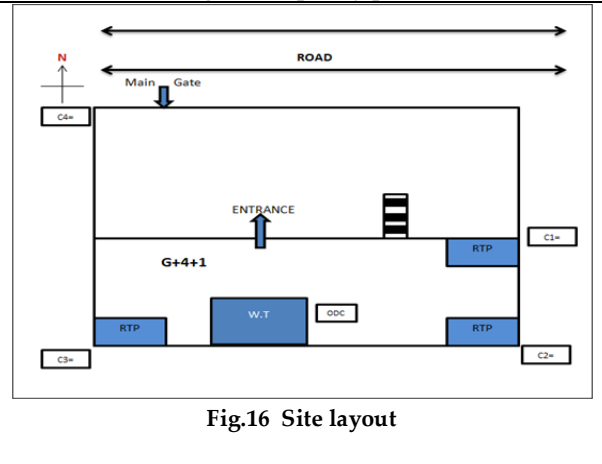 N
ROAD
Main Gate
C4=
ENTRANCE
C1=
RTP
G+4+1
W.T
ODC
RTP
RTP
C3=
C2=
Fig.16 Site layout